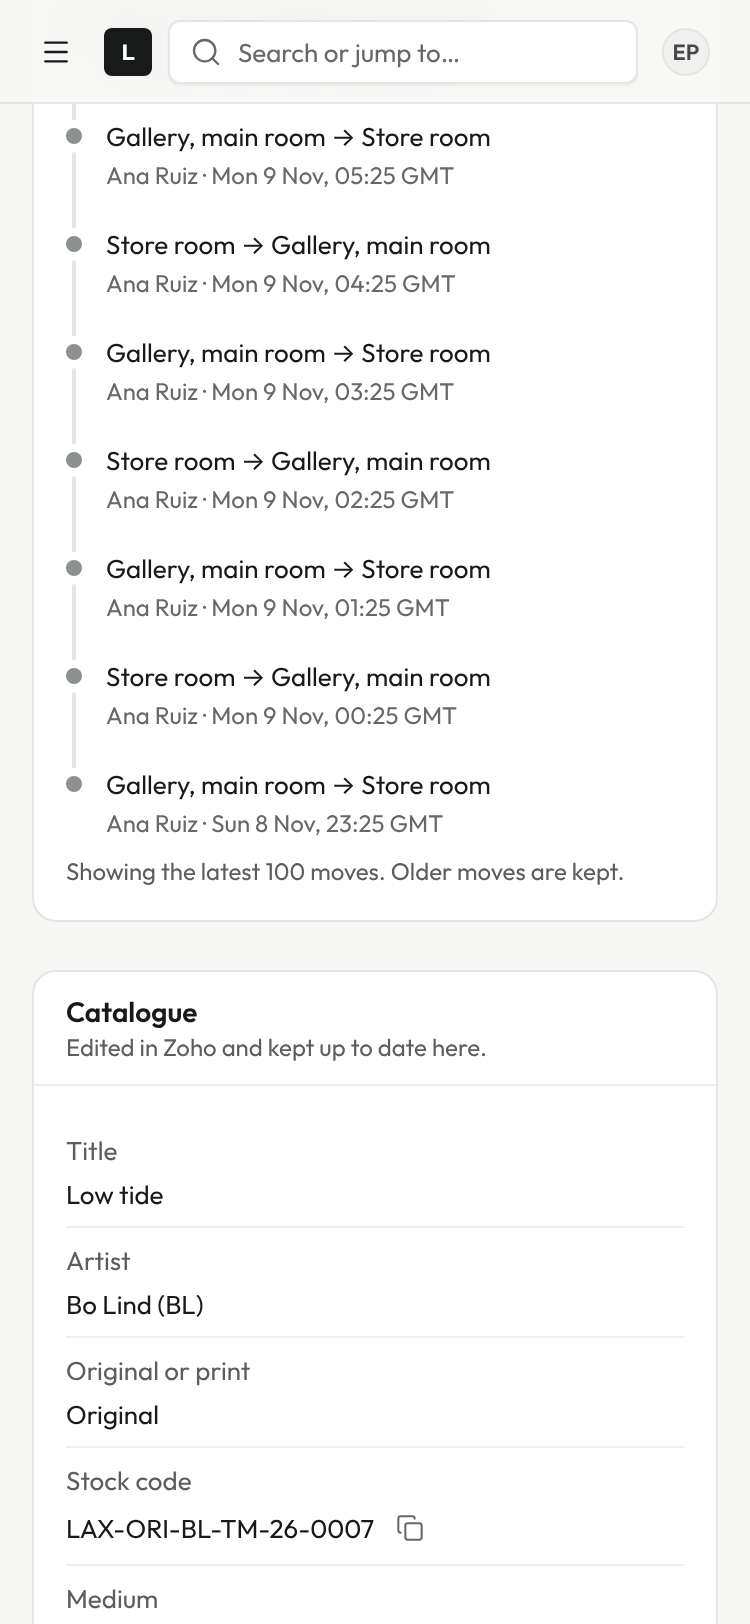 L
Search or jump to...
EP
Gallery, main room → Store room
Ana Ruiz · Mon 9 Nov, 05:25 GMT
Store room → Gallery, main room
Ana Ruiz · Mon 9 Nov, 04:25 GMT
Gallery, main room → Store room
Ana Ruiz · Mon 9 Nov, 03:25 GMT
Store room → Gallery, main room
Ana Ruiz · Mon 9 Nov, 02:25 GMT
Gallery, main room → Store room
Ana Ruiz · Mon 9 Nov, 01:25 GMT
Store room → Gallery, main room
Ana Ruiz · Mon 9 Nov, 00:25 GMT
Gallery, main room → Store room
Ana Ruiz · Sun 8 Nov, 23:25 GMT
Showing the latest 100 moves. Older moves are kept.
Catalogue
Edited in Zoho and kept up to date here.
Title
Low tide
Artist
Bo Lind (BL)
Original or print
Original
Stock code
LAX-ORI-BL-TM-26-0007
Medium